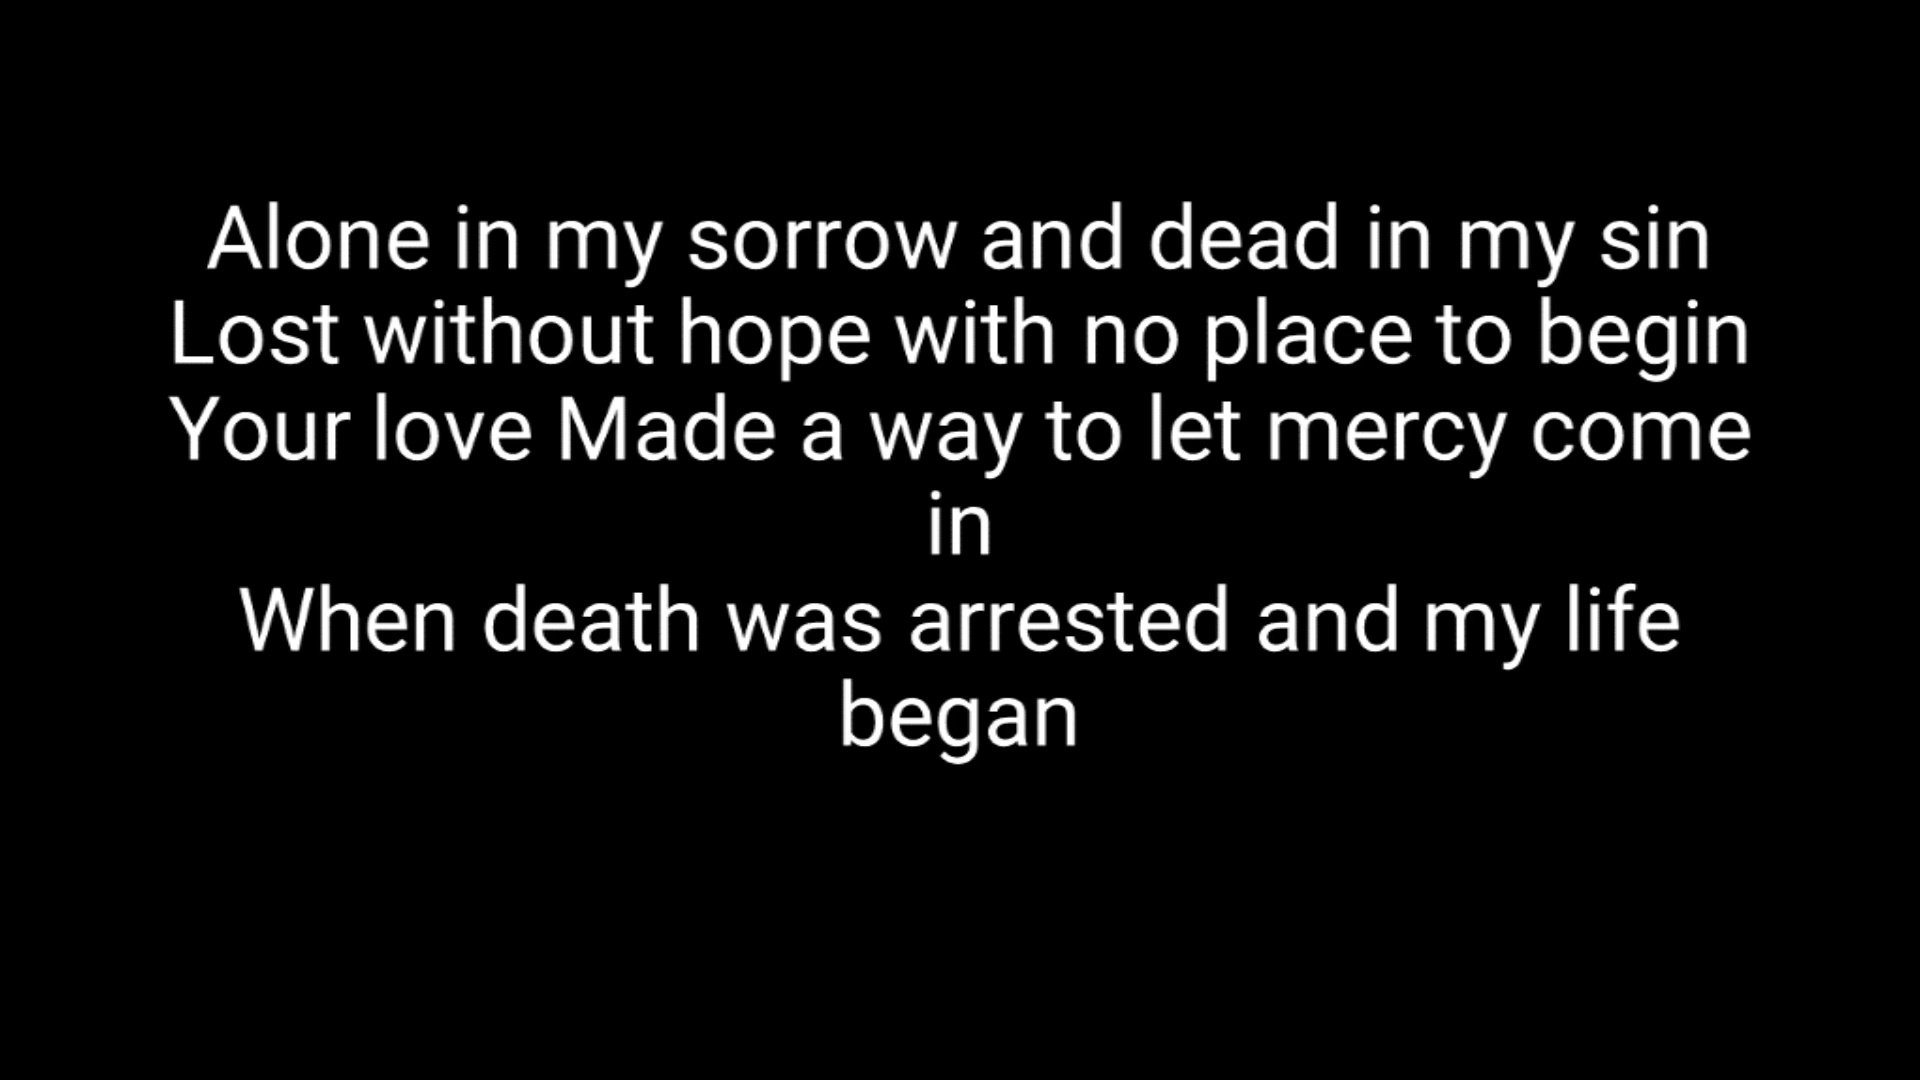 Alone in my sorrow and dead in my sin
Lost without hope with no place to begin
Your love Made a way to let mercy come
in
When death was arrested and my life
began